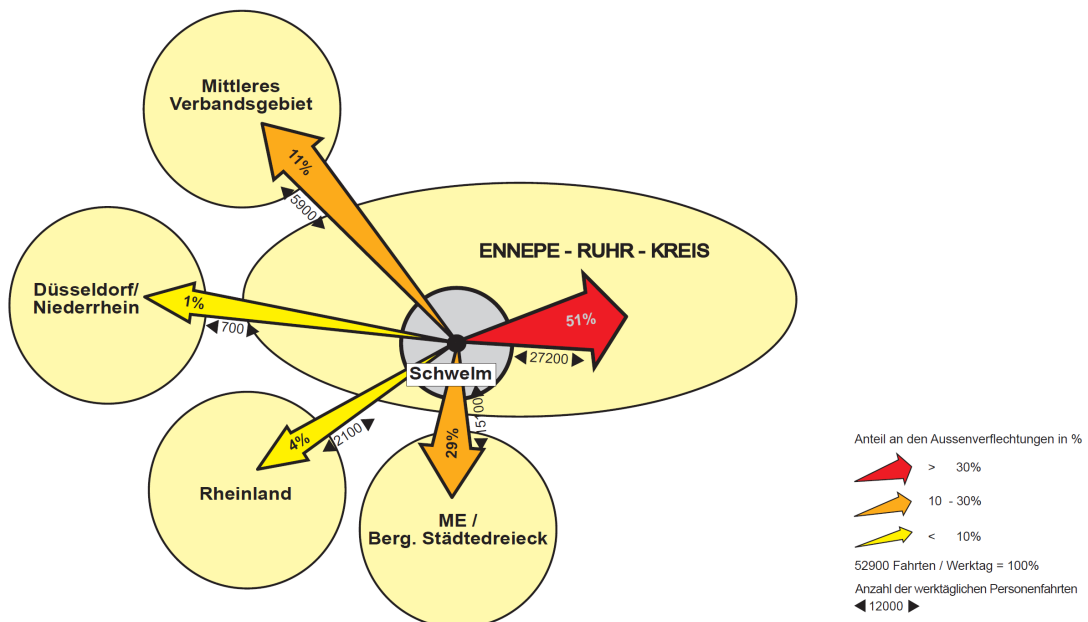 Mittleres
Verbandsgebiet
11%
5900
ENNEPE - RUHR - KREIS
Düsseldorf/
Niederrhein
1%
700
51%
27200
Schwelm
15100
4%
2100
29%
Rheinland
ME /
Berg. Städtedreieck
Anteil an den Aussenverflechtungen in %
> 30%
10 - 30%
< 10%
52900 Fahrten / Werktag = 100%
Anzahl der werktäglichen Personenfahrten
12000